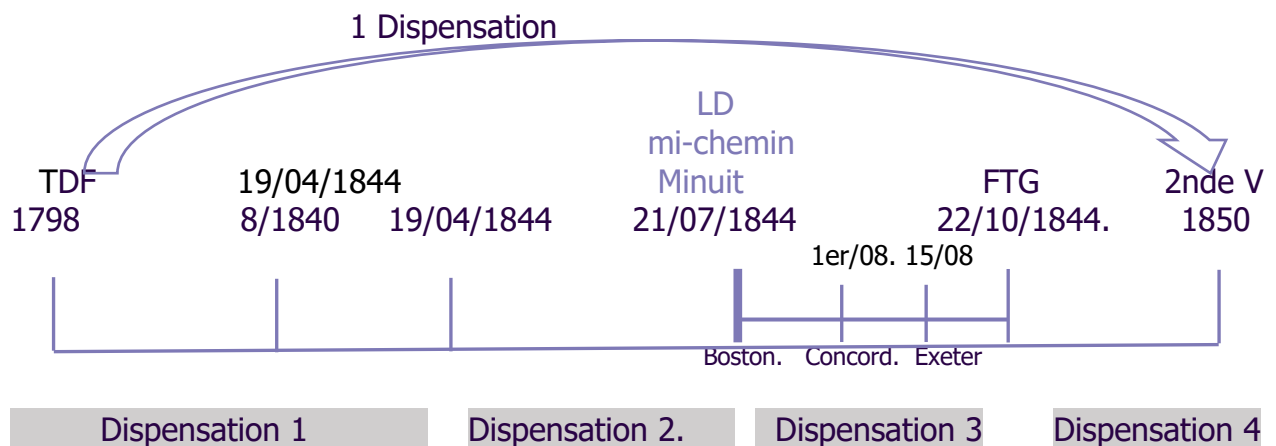 1 Dispensation
LD
mi-chemin
TDF 19/04/1844 Minuit FTG 2nde V
1798 8/1840 19/04/1844 21/07/1844 22/10/1844. 1850
1er/08. 15/08
Boston. Concord. Exeter
Dispensation 1 Dispensation 2. Dispensation 3 Dispensation 4